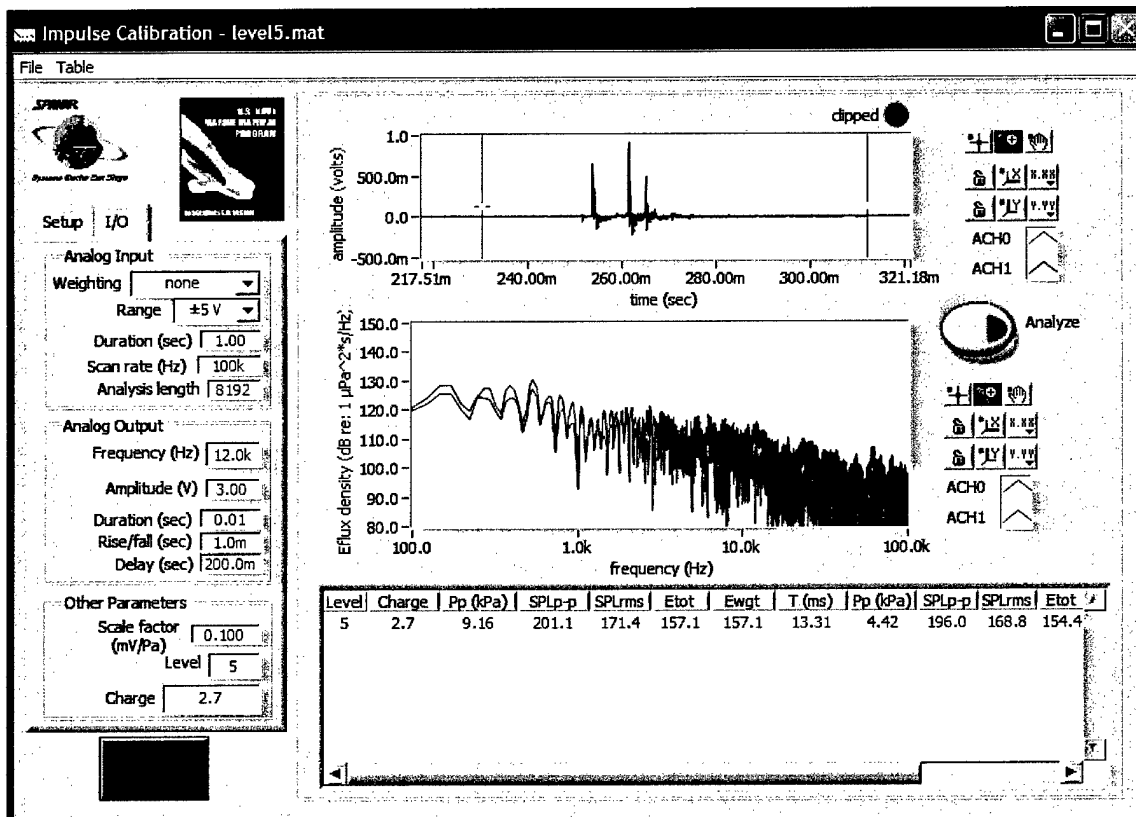 Impulse Calibration - level5.mat
File Table
SPAWAR
Setup I/O
Analog Input
Weighting none
Range ±5 V
Duration (sec) 1.00
Scan rate (Hz) 100k
Analysis length 8192
Analog Output
Frequency (Hz) 12.0k
Amplitude (V) 3.00
Duration (sec) 0.01
Rise/fall (sec) 1.0m
Delay (sec) 200.0m
Other Parameters
Scale factor (mV/Pa) 0.100
Level 5
Charge 2.7
clipped
amplitude (volts)
1.0
500.0m
0.0
-500.0m
217.51m 240.00m 260.00m 280.00m 300.00m 321.18m
time (sec)
X.XX
Y.YY
ACH0
ACH1
Analyze
Eflux density (dB re: 1 µPa^2*s/Hz)
150.0
140.0
130.0
120.0
110.0
100.0
90.0
80.0
100.0 1.0k 10.0k 100.0k
frequency (Hz)
X.XX
Y.YY
ACH0
ACH1
Level Charge Pp (kPa) SPLp-p SPLrms Etot Ewgt T (ms) Pp (kPa) SPLp-p SPLrms Etot
5 2.7 9.16 201.1 171.4 157.1 157.1 13.31 4.42 196.0 168.8 154.4